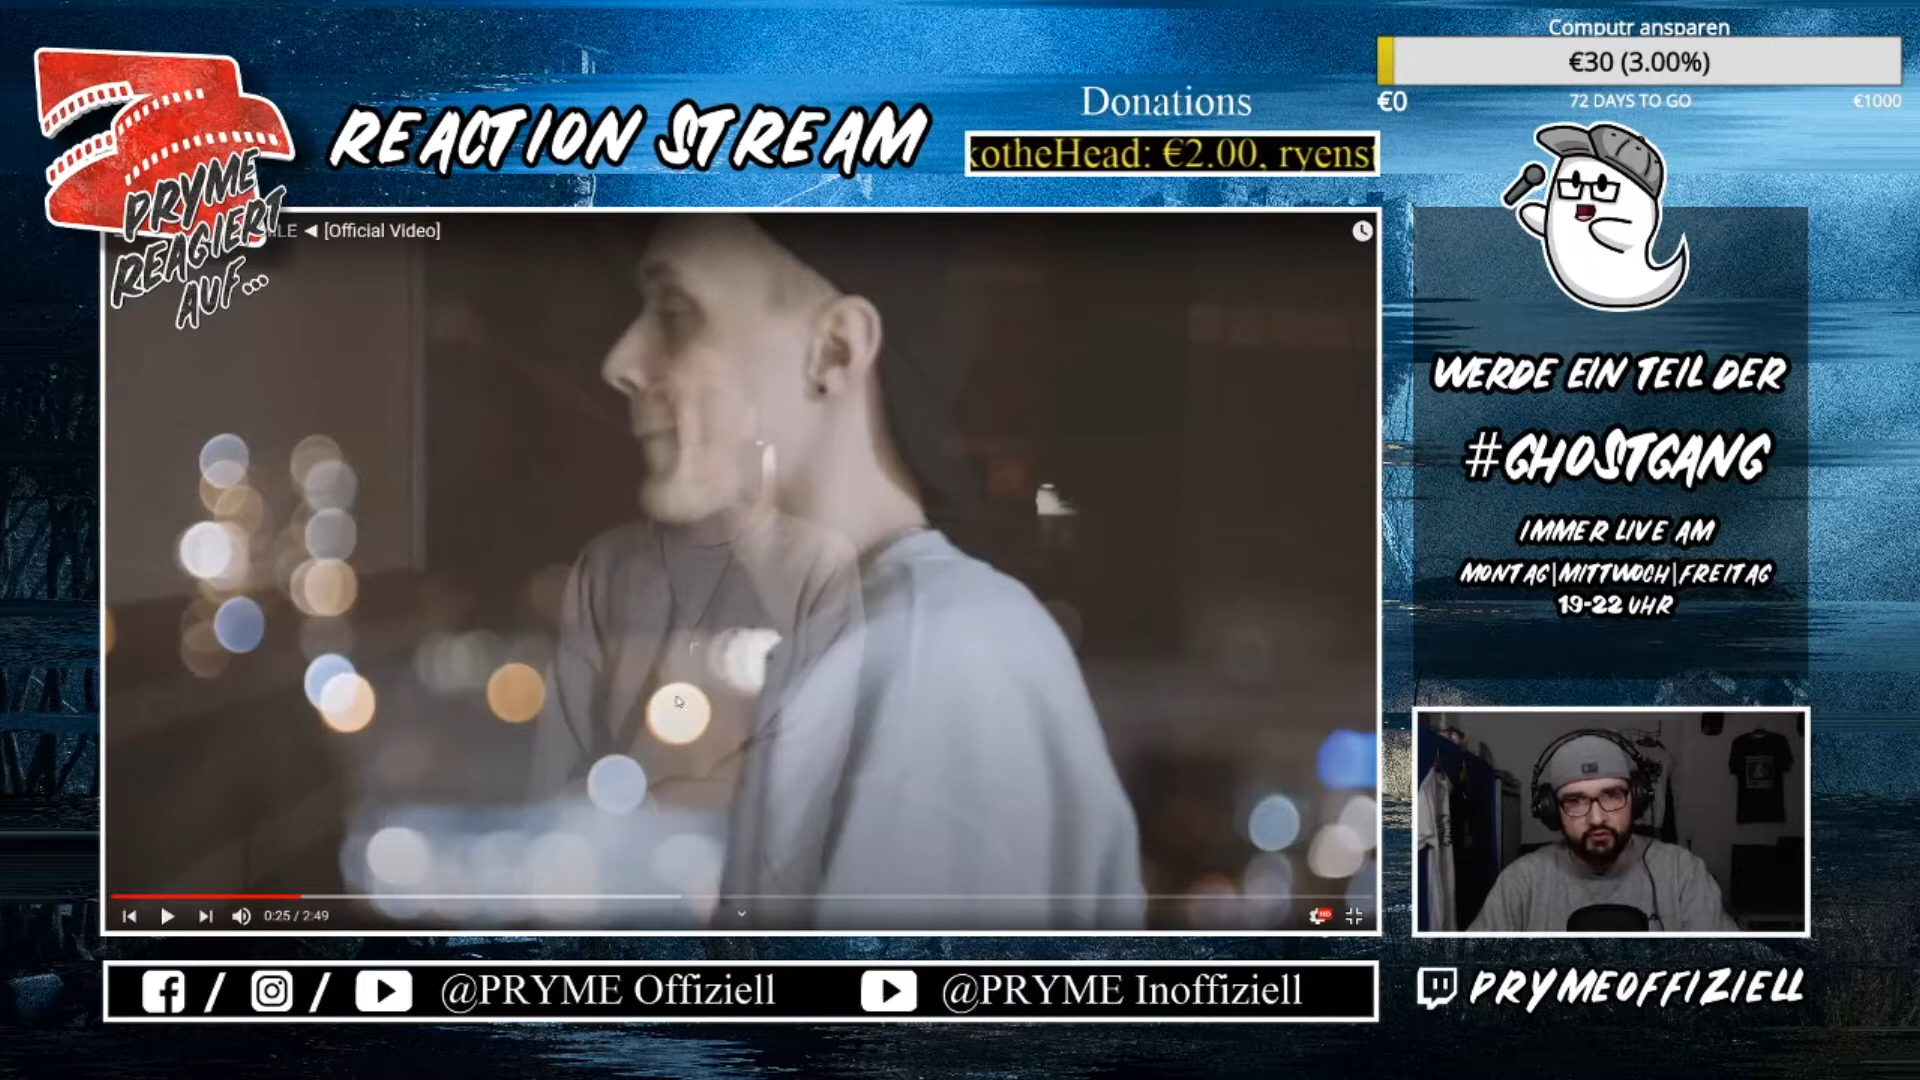 Computr ansparen
€30 (3.00%)
€0
72 DAYS TO GO
€1000
Donations
otheHead: €2.00, ryens
REACTION STREAM
PRYME
REAGIERT
AUF...
◀ [Official Video]
WERDE EIN TEIL DER
#GHOSTGANG
IMMER LIVE AM
MONTAG|MITTWOCH|FREITAG
19-22 UHR
0:25 / 2:49
HD
/ / @PRYME Offiziell @PRYME Inoffiziell
PRYMEOFFIZIELL